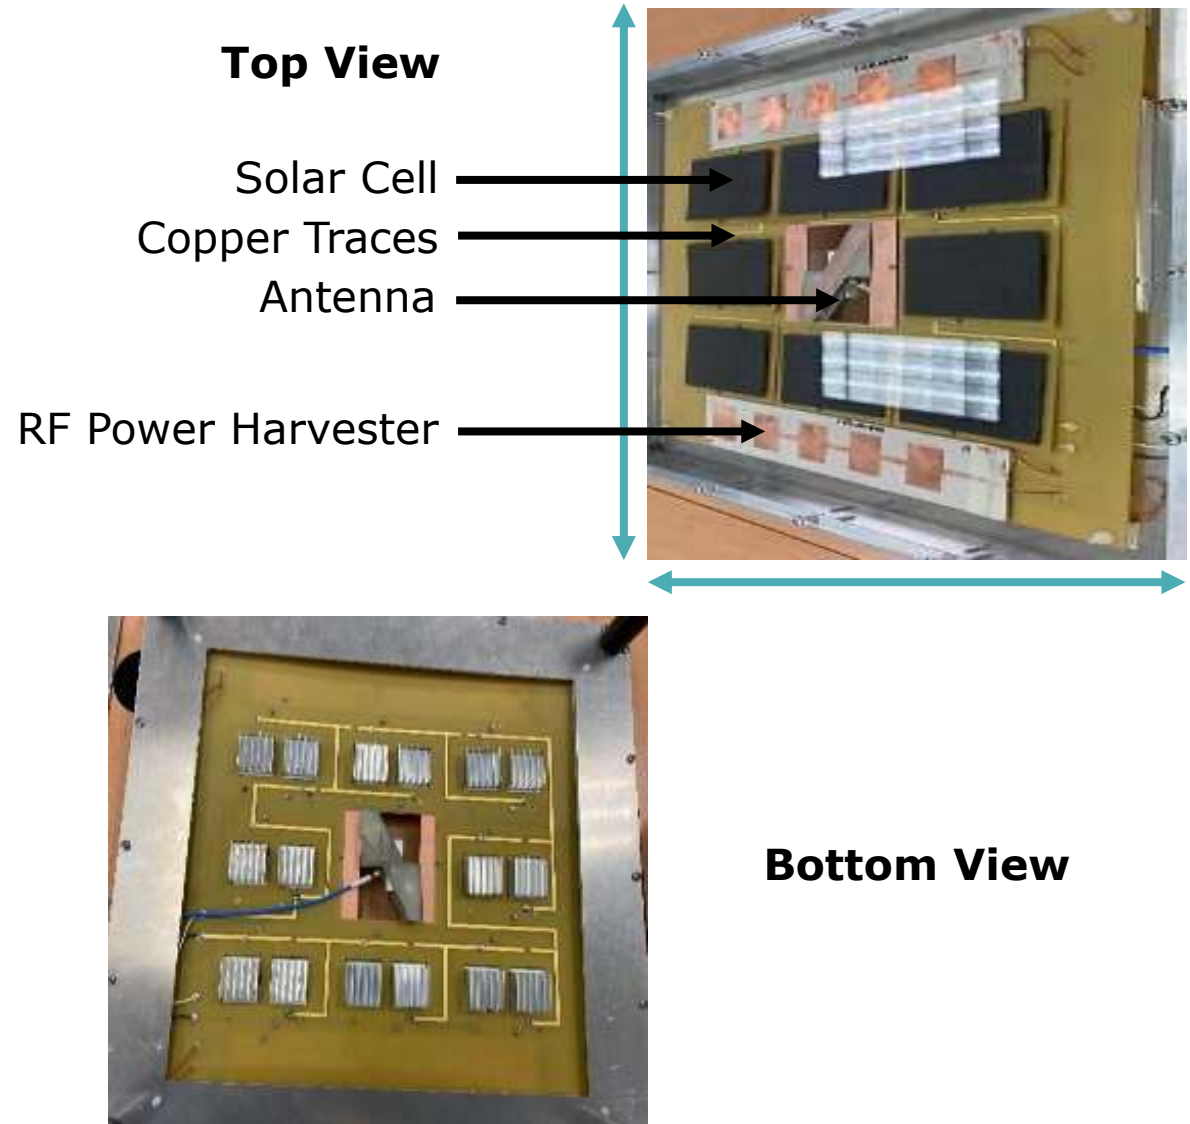 Top View
Solar Cell
Copper Traces
Antenna
RF Power Harvester
Bottom View